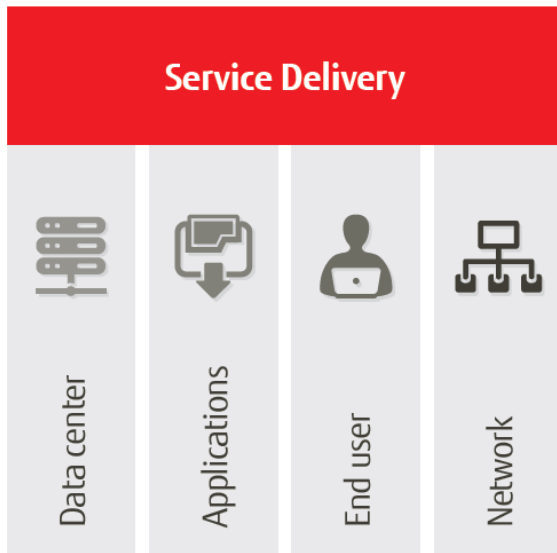 Service Delivery
Data center
Applications
End user
Network